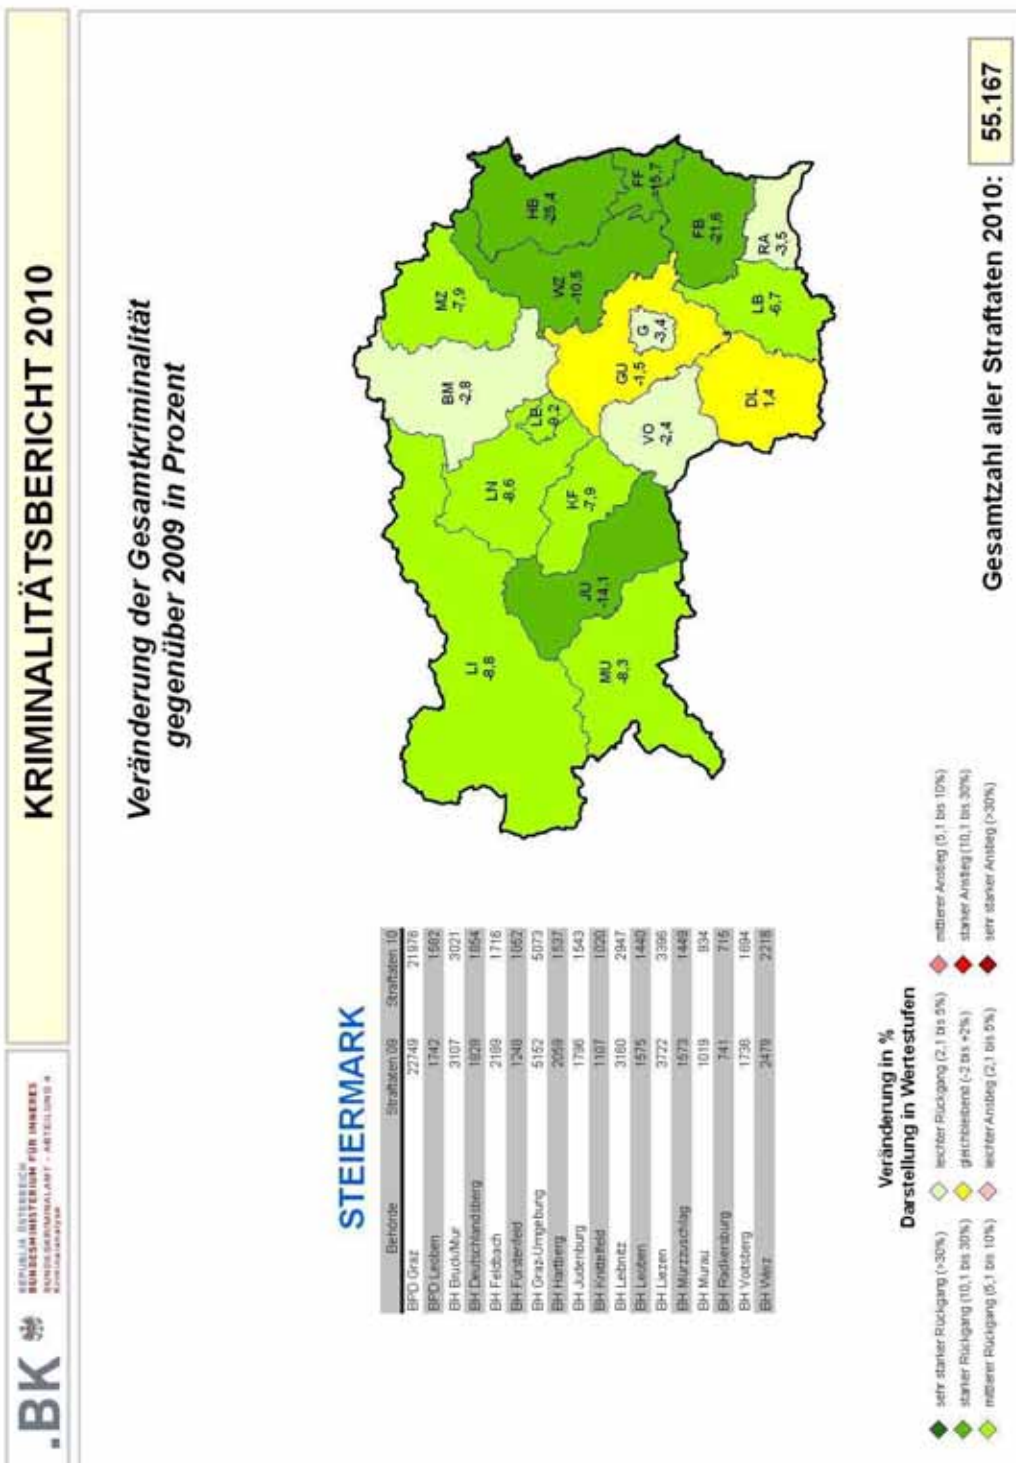 .BK
REPUBLIK ÖSTERREICH
BUNDESMINISTERIUM FÜR INNERES
BUNDESKRIMINALAMT - ABTEILUNG 4
Kriminalanalyse
KRIMINALITÄTSBERICHT 2010
Veränderung der Gesamtkriminalität
gegenüber 2009 in Prozent
STEIERMARK
Behörde Straftaten 09 Straftaten 10
BPD Graz 22749 21976
BPD Leoben 1742 1582
BH Bruck/Mur 3107 3021
BH Deutschlandsberg 1828 1854
BH Feldbach 2189 1716
BH Fürstenfeld 1248 1052
BH Graz-Umgebung 5152 5073
BH Hartberg 2059 1537
BH Judenburg 1796 1543
BH Knittelfeld 1107 1020
BH Leibnitz 3160 2947
BH Leoben 1575 1440
BH Liezen 3722 3396
BH Mürzzuschlag 1573 1449
BH Murau 1019 934
BH Radkersburg 741 715
BH Voitsberg 1736 1694
BH Weiz 2479 2218
LI
-8,8
BM
-2,8
MZ
-7,9
HB
-25,4
LN
-8,6
LE
-9,2
WZ
-10,5
FF
-15,7
KF
-7,9
JU
-14,1
MU
-8,3
GU
-1,5
G
-3,4
FB
-21,6
VO
-2,4
DL
1,4
LB
-6,7
RA
-3,5
Veränderung in %
Darstellung in Wertestufen
sehr starker Rückgang (>30%)
starker Rückgang (10,1 bis 30%)
mittlerer Rückgang (5,1 bis 10%)
leichter Rückgang (2,1 bis 5%)
gleichbleibend (-2 bis +2%)
leichter Anstieg (2,1 bis 5%)
mittlerer Anstieg (5,1 bis 10%)
starker Anstieg (10,1 bis 30%)
sehr starker Anstieg (>30%)
Gesamtzahl aller Straftaten 2010:
55.167